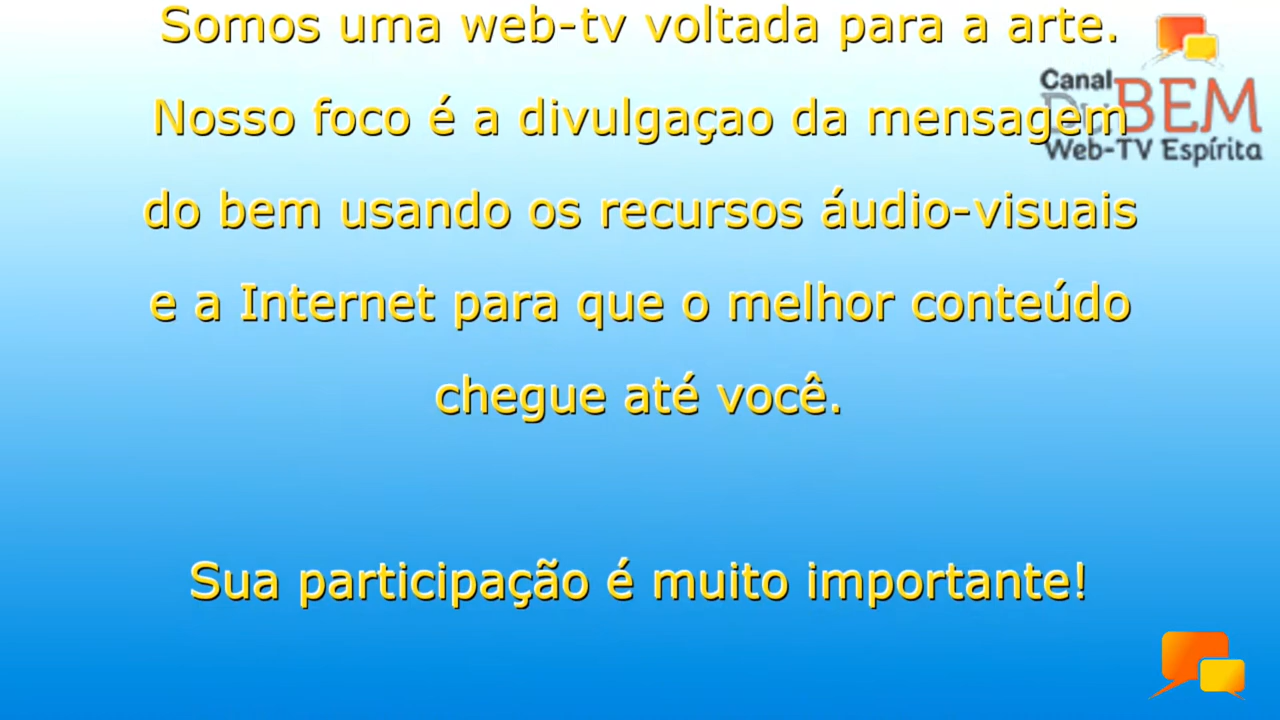 Somos uma web-tv voltada para a arte.
Nosso foco é a divulgaçao da mensagem
do bem usando os recursos áudio-visuais
e a Internet para que o melhor conteúdo
chegue até você.
Sua participação é muito importante!
Canal
Du BEM
Web-TV Espírita